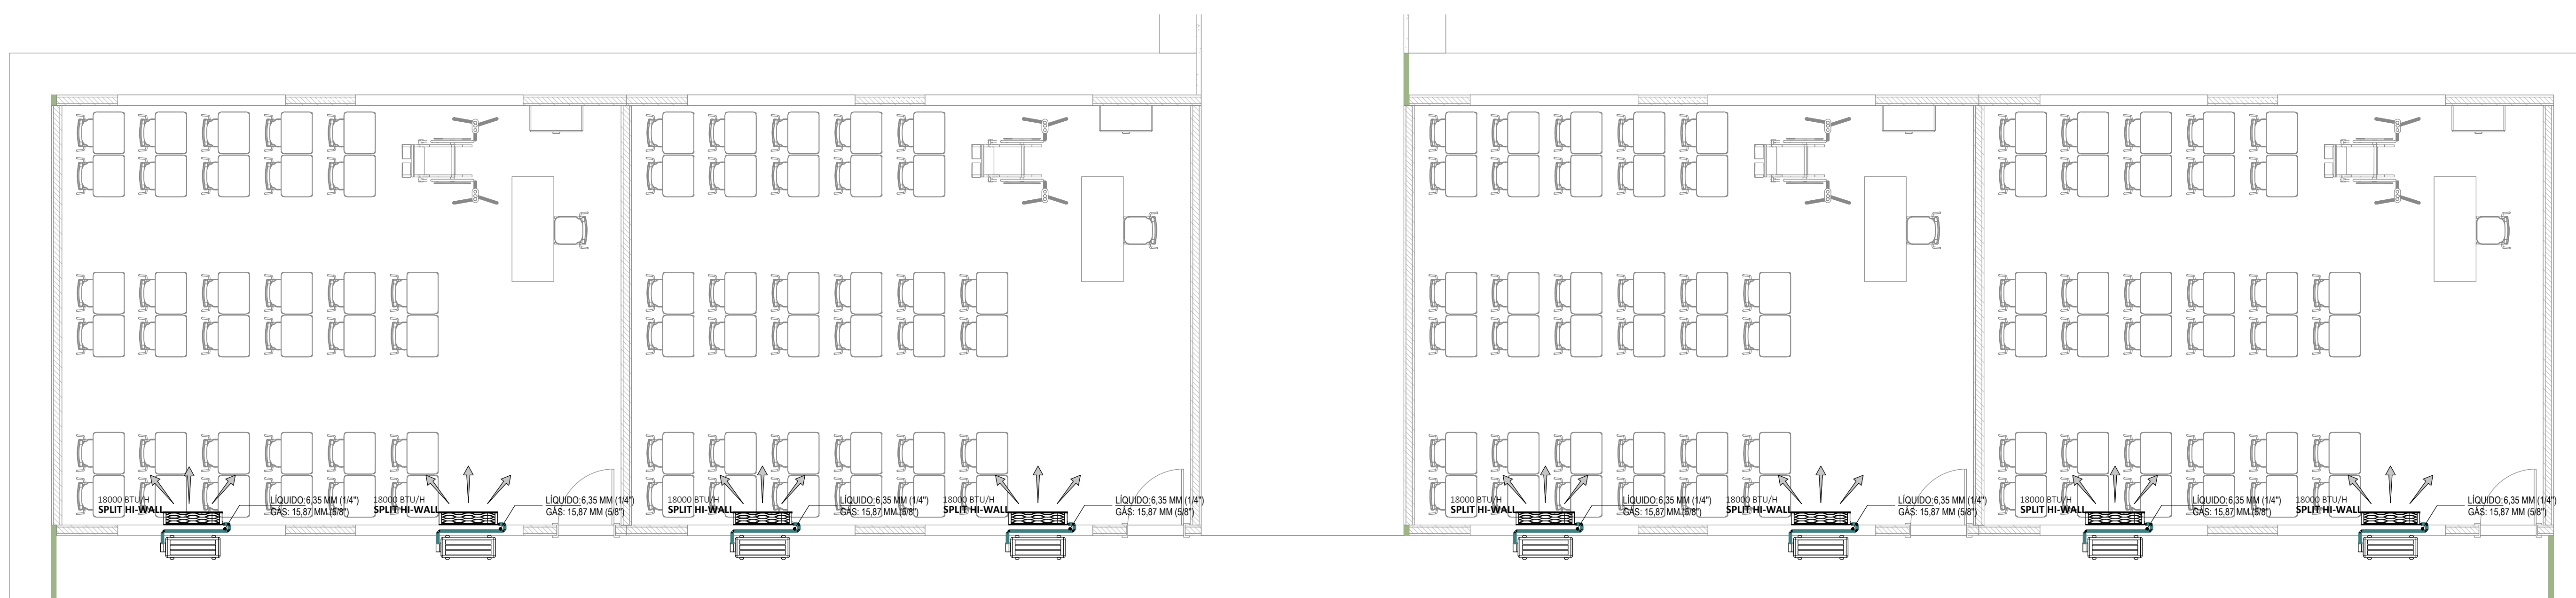 18000 BTU/H
SPLIT HI-WALL
LÍQUIDO:6,35 MM (1/4")
GÁS: 15,87 MM (5/8")
18000 BTU/H
SPLIT HI-WALL
LÍQUIDO:6,35 MM (1/4")
GÁS: 15,87 MM (5/8")
18000 BTU/H
SPLIT HI-WALL
LÍQUIDO:6,35 MM (1/4")
GÁS: 15,87 MM (5/8")
18000 BTU/H
SPLIT HI-WALL
LÍQUIDO:6,35 MM (1/4")
GÁS: 15,87 MM (5/8")
18000 BTU/H
SPLIT HI-WALL
LÍQUIDO:6,35 MM (1/4")
GÁS: 15,87 MM (5/8")
18000 BTU/H
SPLIT HI-WALL
LÍQUIDO:6,35 MM (1/4")
GÁS: 15,87 MM (5/8")
18000 BTU/H
SPLIT HI-WALL
LÍQUIDO:6,35 MM (1/4")
GÁS: 15,87 MM (5/8")
18000 BTU/H
SPLIT HI-WALL
LÍQUIDO:6,35 MM (1/4")
GÁS: 15,87 MM (5/8")